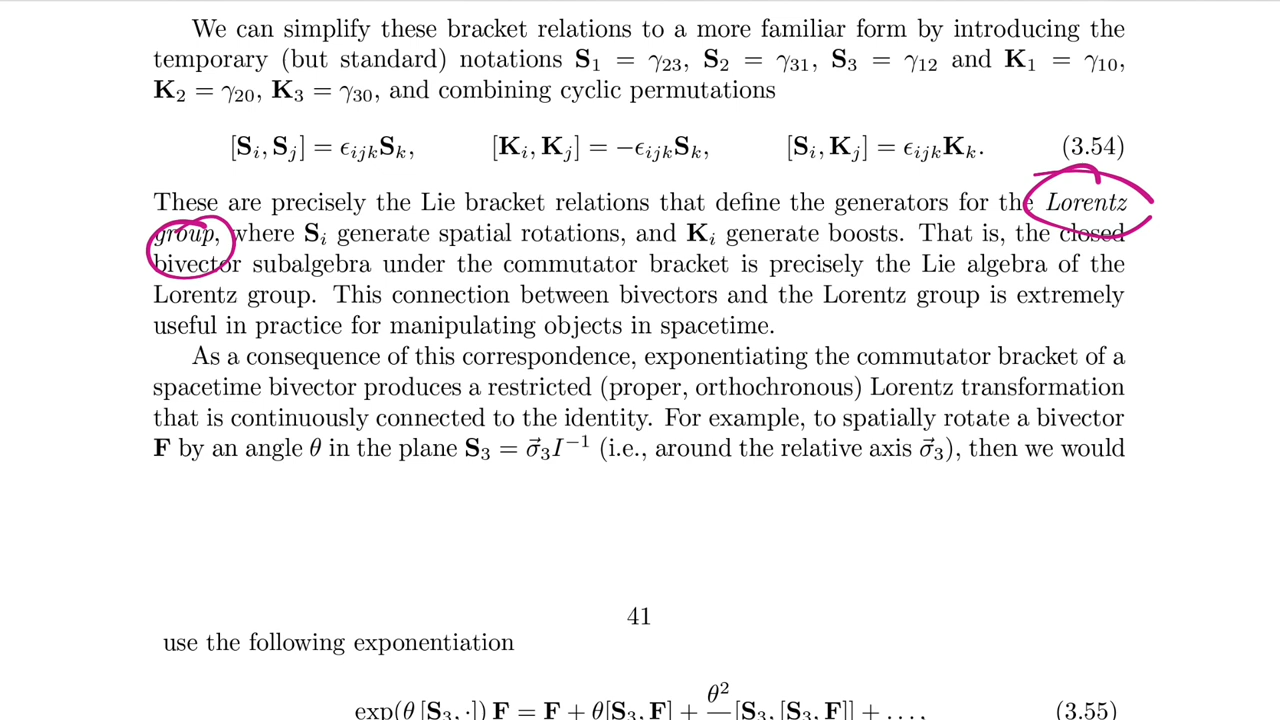 We can simplify these bracket relations to a more familiar form by introducing the
temporary (but standard) notations S₁ = γ₂₃, S₂ = γ₃₁, S₃ = γ₁₂ and K₁ = γ₁₀,
K₂ = γ₂₀, K₃ = γ₃₀, and combining cyclic permutations
[Sᵢ, Sⱼ] = ϵᵢⱼₖSₖ, [Kᵢ, Kⱼ] = −ϵᵢⱼₖSₖ, [Sᵢ, Kⱼ] = ϵᵢⱼₖKₖ. (3.54)
These are precisely the Lie bracket relations that define the generators for the Lorentz
group, where Sᵢ generate spatial rotations, and Kᵢ generate boosts. That is, the closed
bivector subalgebra under the commutator bracket is precisely the Lie algebra of the
Lorentz group. This connection between bivectors and the Lorentz group is extremely
useful in practice for manipulating objects in spacetime.
As a consequence of this correspondence, exponentiating the commutator bracket of a
spacetime bivector produces a restricted (proper, orthochronous) Lorentz transformation
that is continuously connected to the identity. For example, to spatially rotate a bivector
F by an angle θ in the plane S₃ = σ⃗₃I⁻¹ (i.e., around the relative axis σ⃗₃), then we would
41
use the following exponentiation
exp(θ [S₃, ·]) F = F + θ[S₃, F] + θ²/ [S₃, [S₃, F]] + . . . , (3.55)